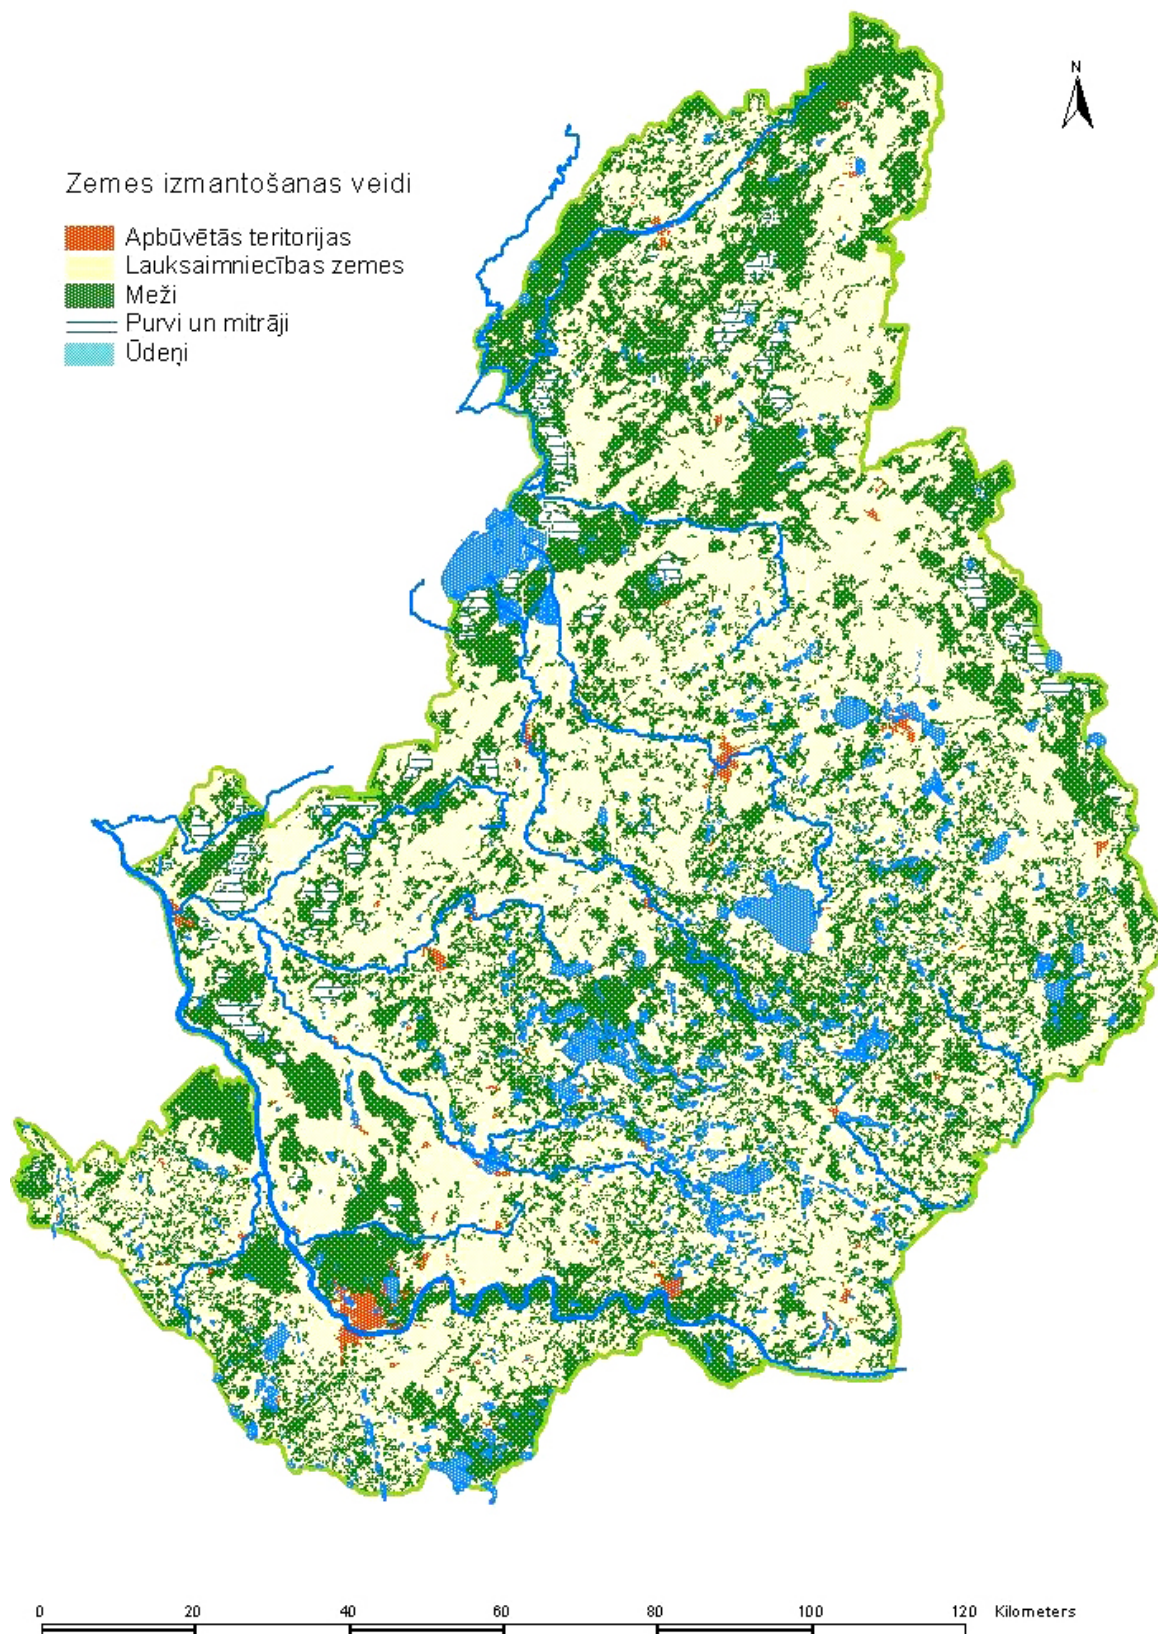 N
Zemes izmantošanas veidi
Apbūvētās teritorijas
Lauksaimniecības zemes
Meži
Purvi un mitrāji
Ūdeņi
0 20 40 60 80 100 120 Kilometers